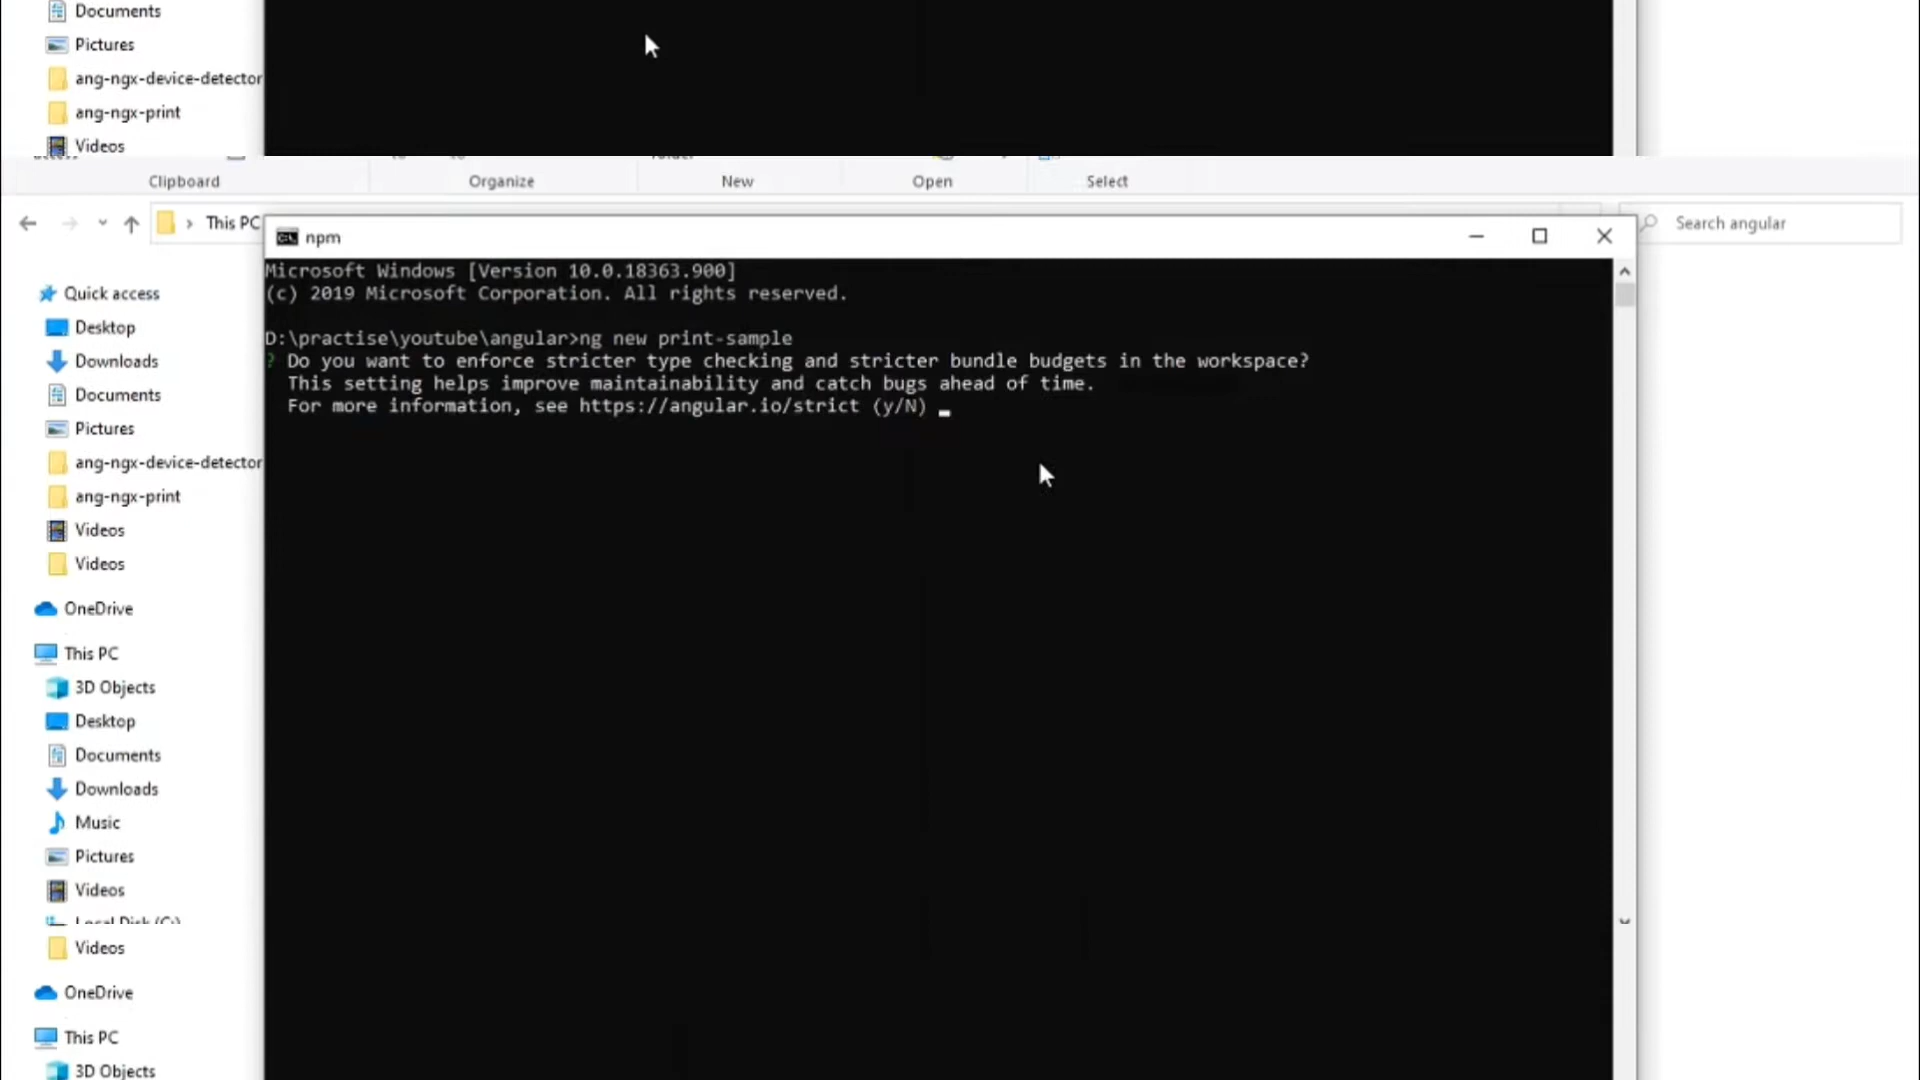 Documents
Pictures
ang-ngx-device-detector
ang-ngx-print
Videos
Clipboard
Organize
New
Open
Select
This PC
Search angular
npm
Microsoft Windows [Version 10.0.18363.900]
(c) 2019 Microsoft Corporation. All rights reserved.
D:\practise\youtube\angular>ng new print-sample
? Do you want to enforce stricter type checking and stricter bundle budgets in the workspace?
This setting helps improve maintainability and catch bugs ahead of time.
For more information, see https://angular.io/strict (y/N)
Quick access
Desktop
Downloads
Documents
Pictures
ang-ngx-device-detector
ang-ngx-print
Videos
Videos
OneDrive
This PC
3D Objects
Desktop
Documents
Downloads
Music
Pictures
Videos
Local Disk (C:)
Videos
OneDrive
This PC
3D Objects